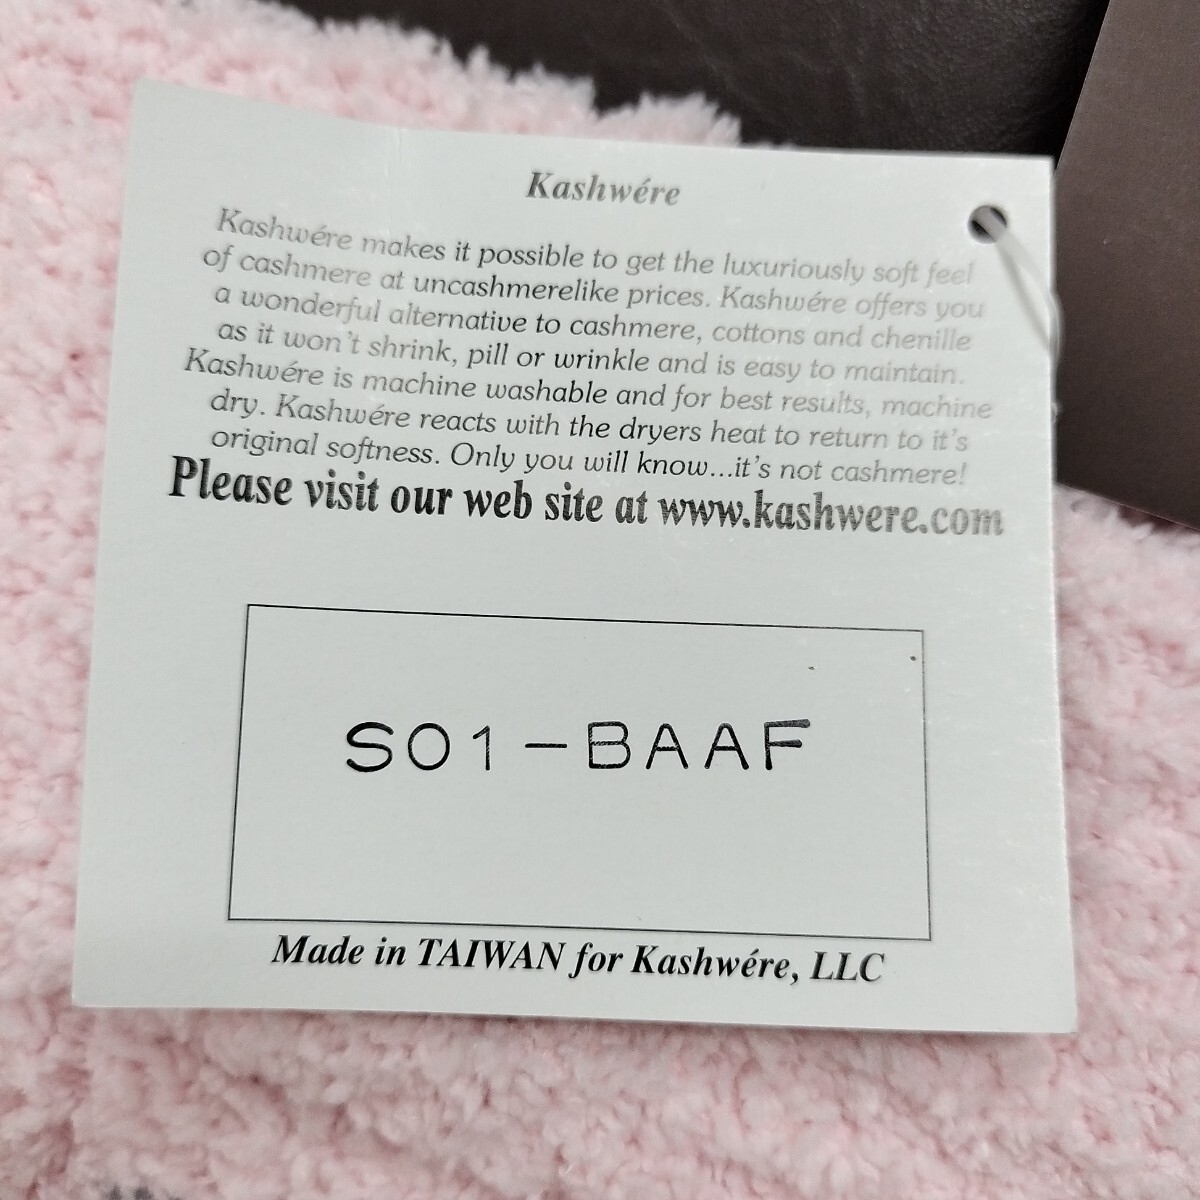 Kashwére
Kashwére makes it possible to get the luxuriously soft feel
of cashmere at uncashmerelike prices. Kashwére offers you
a wonderful alternative to cashmere, cottons and chenille
as it won't shrink, pill or wrinkle and is easy to maintain.
Kashwére is machine washable and for best results, machine
dry. Kashwére reacts with the dryers heat to return to it's
original softness. Only you will know...it's not cashmere!
Please visit our web site at www.kashwere.com
S01-BAAF
Made in TAIWAN for Kashwére, LLC